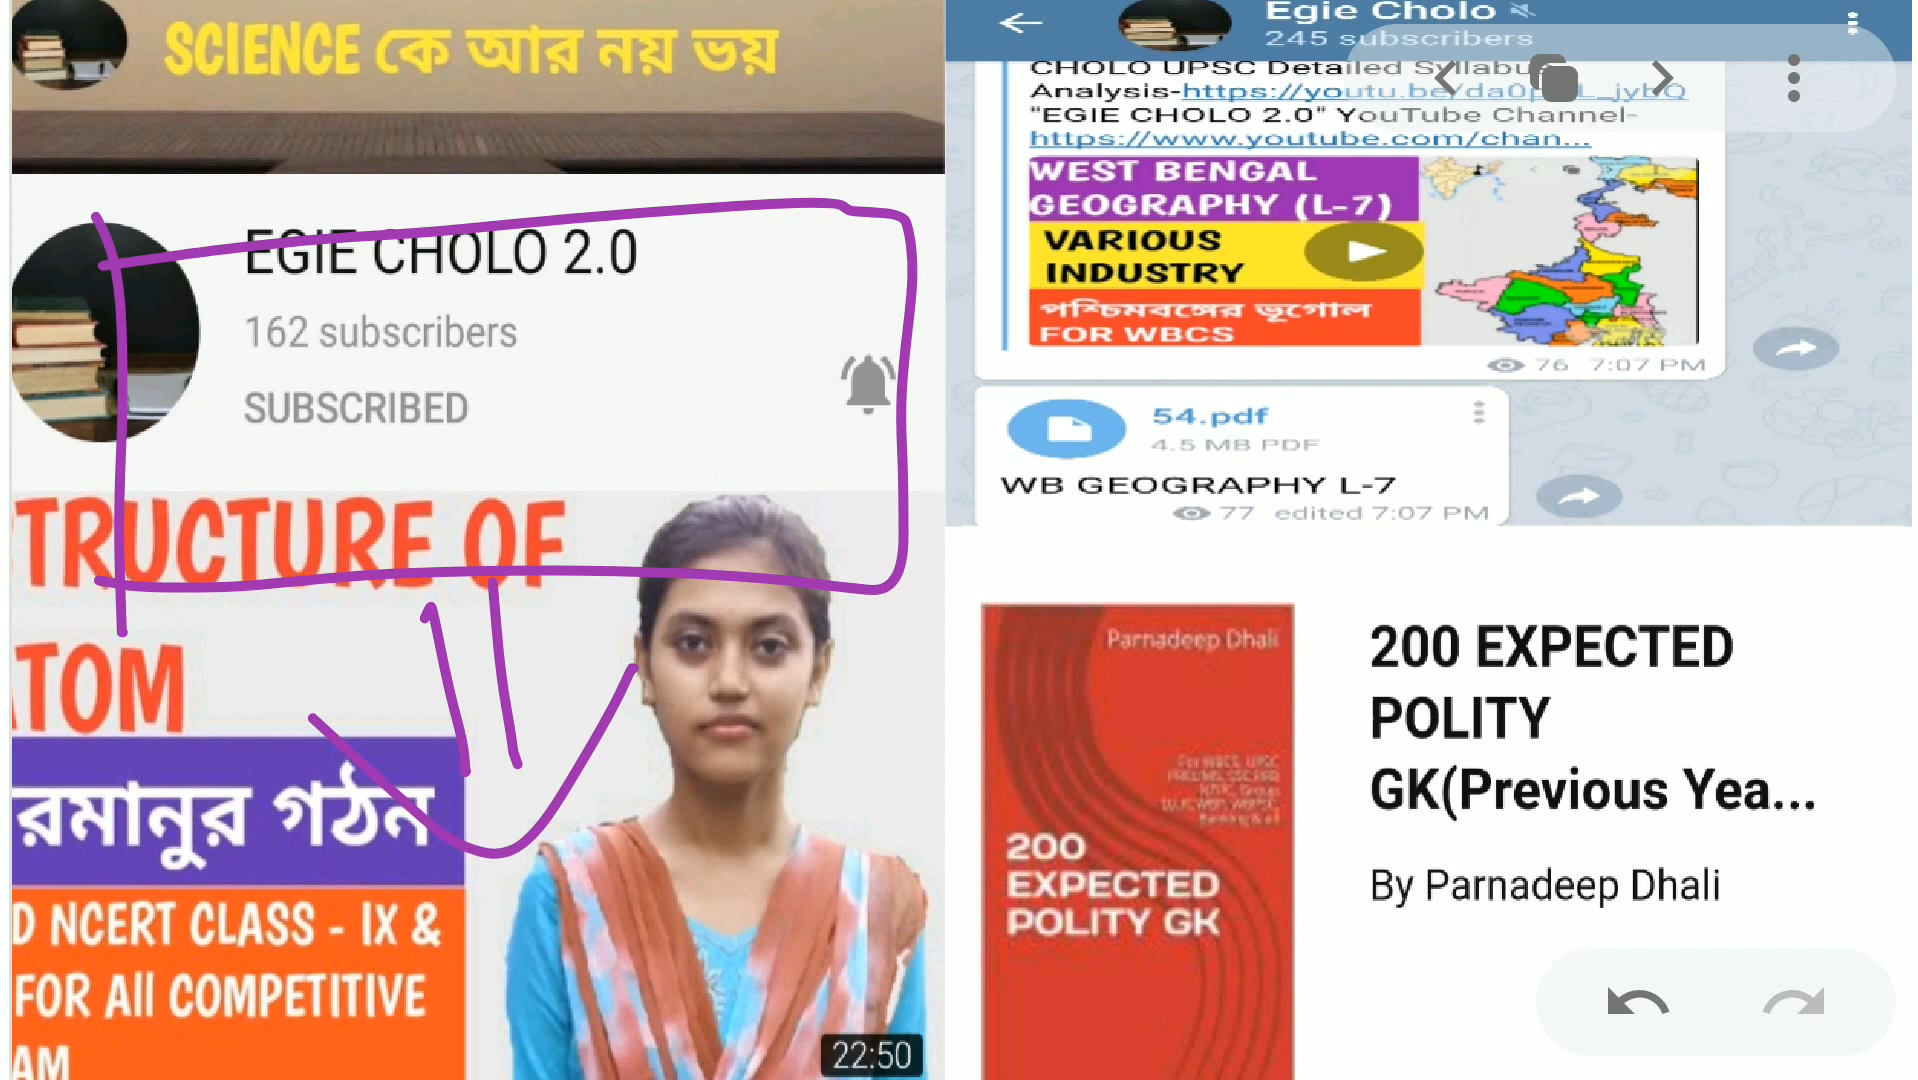 SCIENCE কে আর নয় ভয়
EGIE CHOLO 2.0
162 subscribers
SUBSCRIBED
TRUCTURE OF
TOM
রমানুর গঠন
D NCERT CLASS - IX &
FOR All COMPETITIVE
AM
22:50
Egie Cholo
245 subscribers
CHOLO UPSC Detailed Syllabus
Analysis-https://youtu.be/
"EGIE CHOLO 2.0" YouTube Channel-
https://www.youtube.com/chan...
WEST BENGAL
GEOGRAPHY (L-7)
VARIOUS
INDUSTRY
পশ্চিমবঙ্গের ভূগোল
FOR WBCS
76 7:07 PM
54.pdf
4.5 MB PDF
WB GEOGRAPHY L-7
77 edited 7:07 PM
Parnadeep Dhali
200
EXPECTED
POLITY GK
200 EXPECTED
POLITY
GK(Previous Yea...
By Parnadeep Dhali